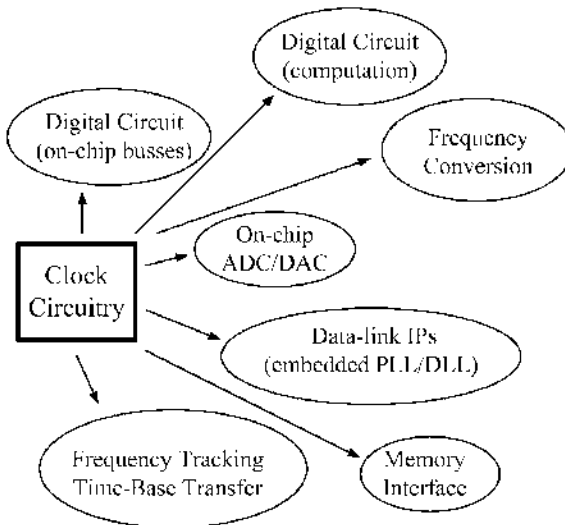 Digital Circuit
(computation)
Digital Circuit
(on-chip busses)
Frequency
Conversion
On-chip
ADC/DAC
Clock
Circuitry
Data-link IPs
(embedded PLL/DLL)
Frequency Tracking
Time-Base Transfer
Memory
Interface